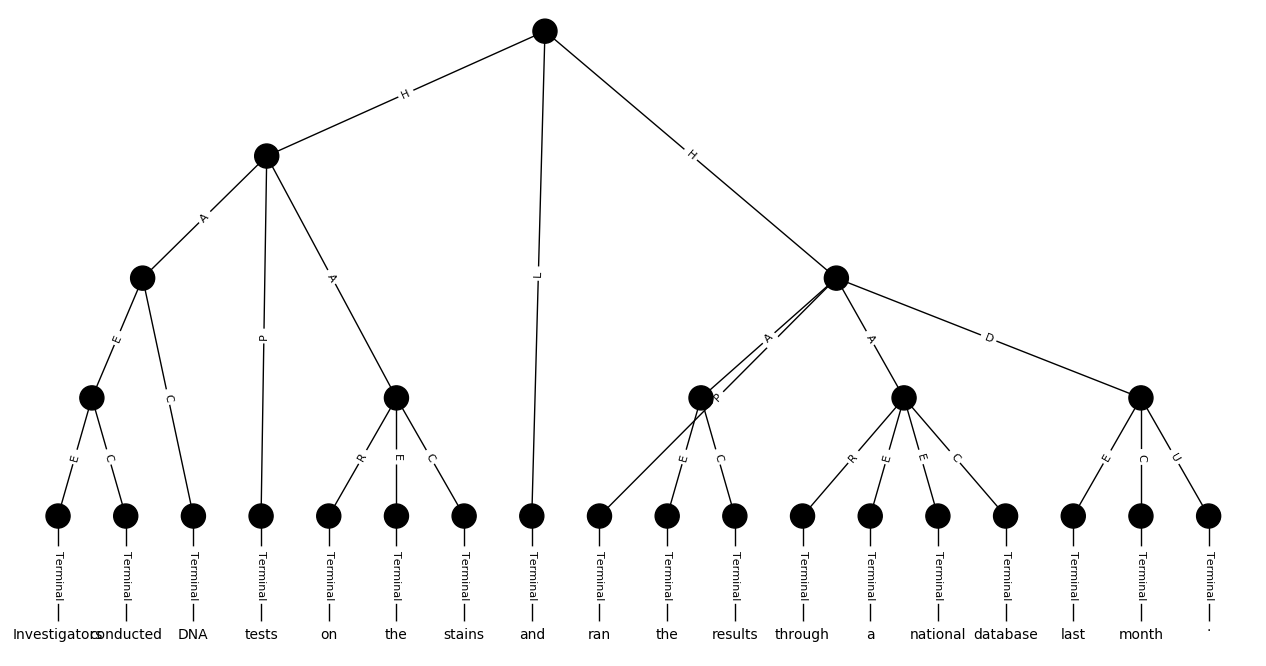 H
H
A
A
L
E
P
A
A
D
C
P
E
C
R
E
C
E
C
R
E
E
C
E
C
U
Terminal Terminal Terminal Terminal Terminal Terminal Terminal Terminal Terminal Terminal Terminal Terminal Terminal Terminal Terminal Terminal Terminal Terminal
Investigators conducted DNA tests on the stains and ran the results through a national database last month .